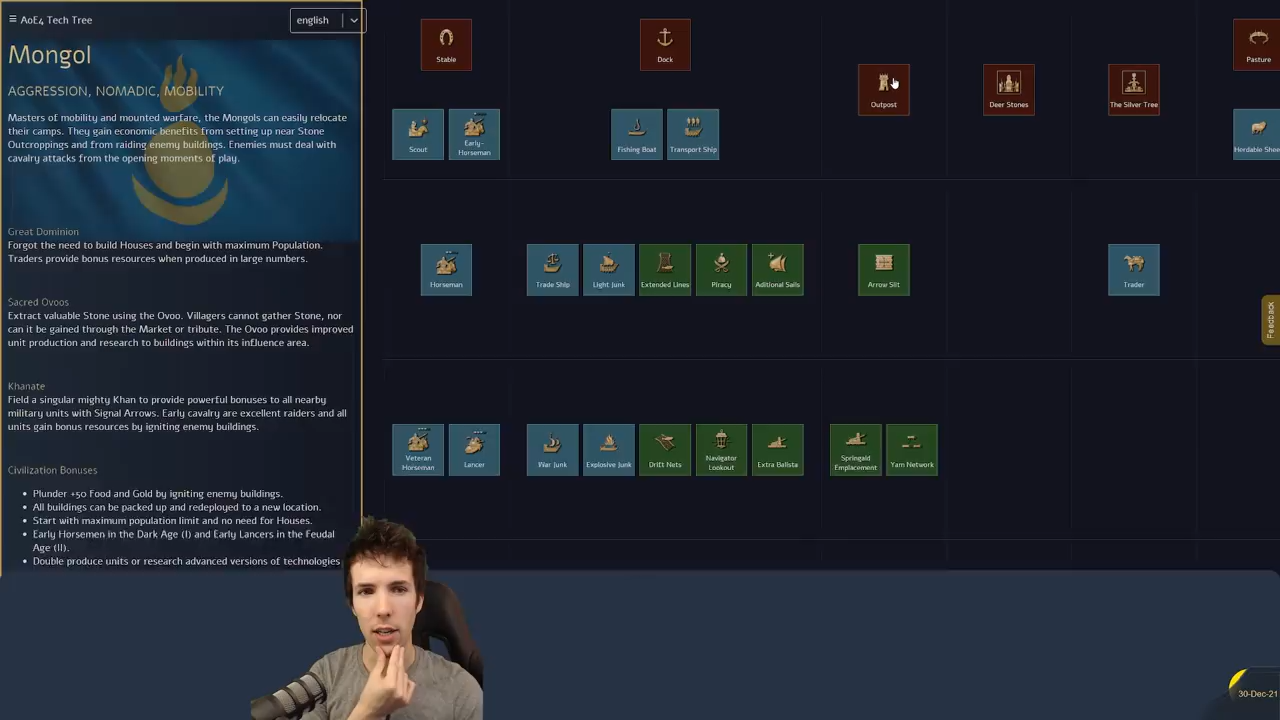 AoE4 Tech Tree
english
Mongol
AGGRESSION, NOMADIC, MOBILITY
Masters of mobility and mounted warfare, the Mongols can easily relocate
their camps. They gain economic benefits from setting up near Stone
Outcroppings and from raiding enemy buildings. Enemies must deal with
cavalry attacks from the opening moments of play.
Great Dominion
Forgot the need to build Houses and begin with maximum Population.
Traders provide bonus resources when produced in large numbers.
Sacred Ovoos
Extract valuable Stone using the Ovoo. Villagers cannot gather Stone, nor
can it be gained through the Market or tribute. The Ovoo provides improved
unit production and research to buildings within its influence area.
Khanate
Field a singular mighty Khan to provide powerful bonuses to all nearby
military units with Signal Arrows. Early cavalry are excellent raiders and all
units gain bonus resources by igniting enemy buildings.
Civilization Bonuses
Plunder +50 Food and Gold by igniting enemy buildings.
All buildings can be packed up and redeployed to a new location.
Start with maximum population limit and no need for Houses.
Early Horsemen in the Dark Age (I) and Early Lancers in the Feudal
Age (II).
Double produce units or research advanced versions of technologies
Stable
Dock
Outpost
Deer Stones
The Silver Tree
Pasture
Scout
Early-
Horseman
Fishing Boat
Transport Ship
Herdable Shee
Horseman
Trade Ship
Light Junk
Extended Lines
Piracy
Aditional Sails
Arrow Slit
Trader
Veteran
Horseman
Lancer
War Junk
Explosive Junk
Drift Nets
Navigator
Lookout
Extra Ballista
Springald
Emplacement
Yam Network
Feedback
30-Dec-21